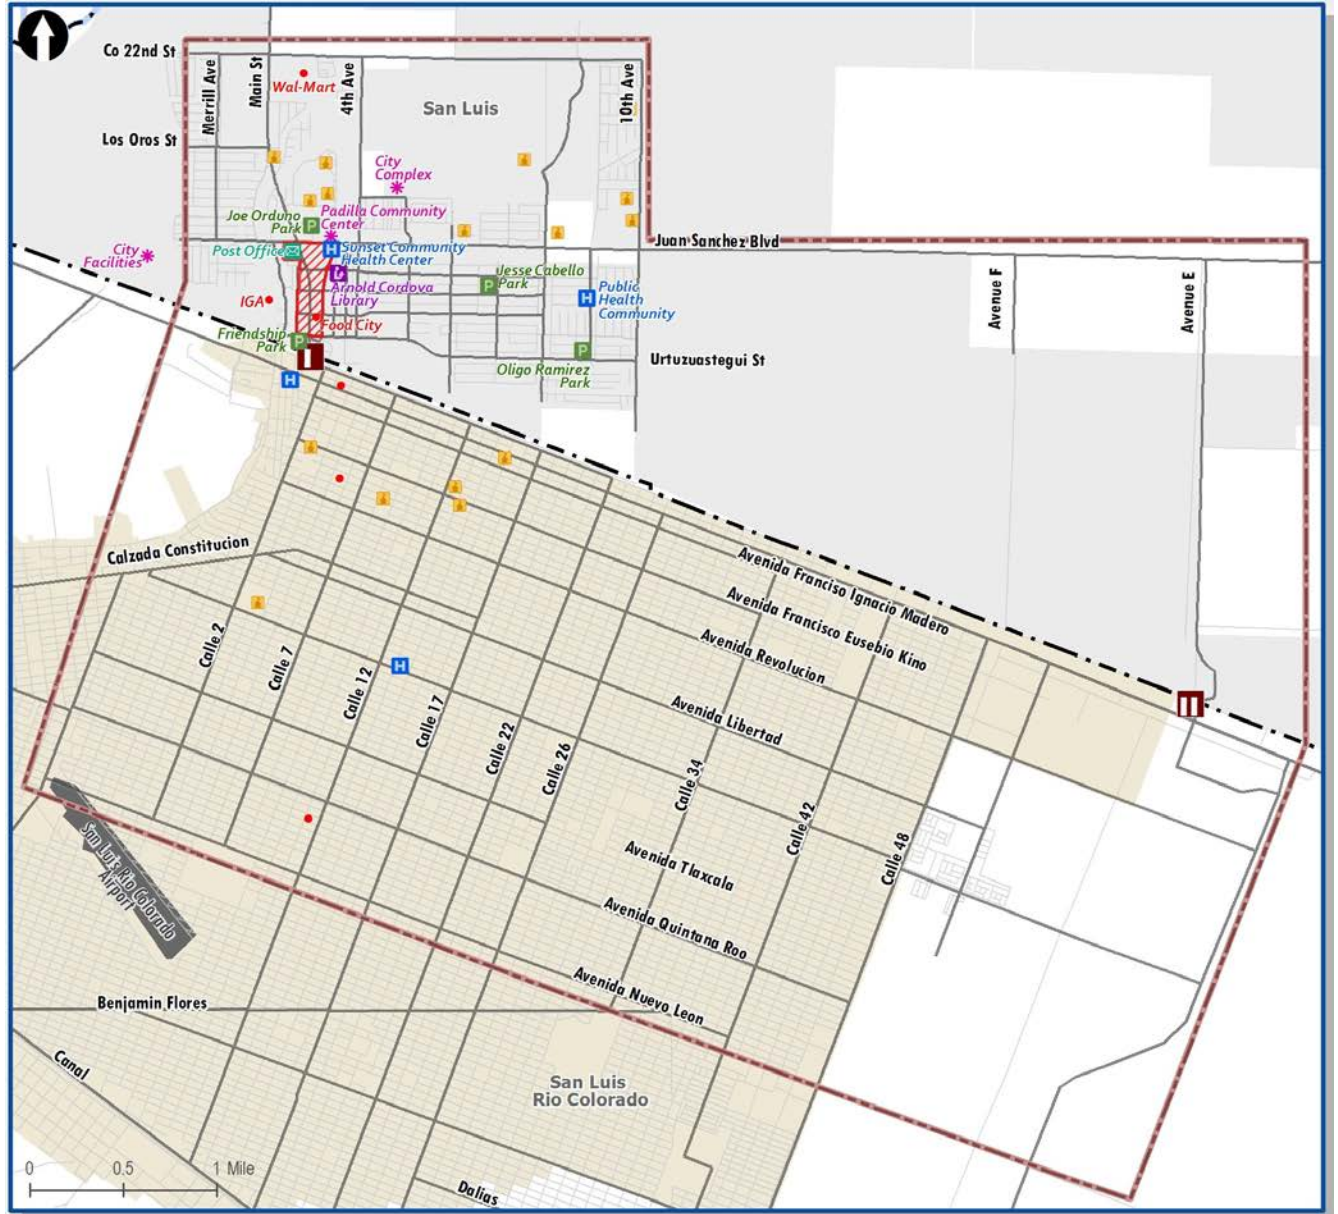 Co 22nd St
Merrill Ave
Main St
Wal-Mart
4th Ave
San Luis
10th Ave
Los Oros St
City
Complex
Joe Orduno
Park
P
Padilla Community
Center
Post Office
H
Sunset Community
Health Center
Juan Sanchez Blvd
City
Facilities
Arnold Cordova
Library
Jesse Cabello
Park
P
H
Public
Health
Community
Avenue F
Avenue E
IGA
Food City
Friendship
Park
P
I
Oligo Ramirez
Park
P
Urtuzuastegui St
H
Calzada Constitucion
Avenida Franciso Ignacio Madero
Avenida Francisco Eusebio Kino
Avenida Revolucion
Avenida Libertad
Calle 2
Calle 7
Calle 12
H
Calle 17
Calle 22
Calle 26
Calle 34
Calle 42
Calle 48
II
San Luis Rio Colorado
Airport
Avenida Tlaxcala
Avenida Quintana Roo
Avenida Nuevo Leon
Benjamin Flores
Canal
San Luis
Rio Colorado
0 0.5 1 Mile
Dalias